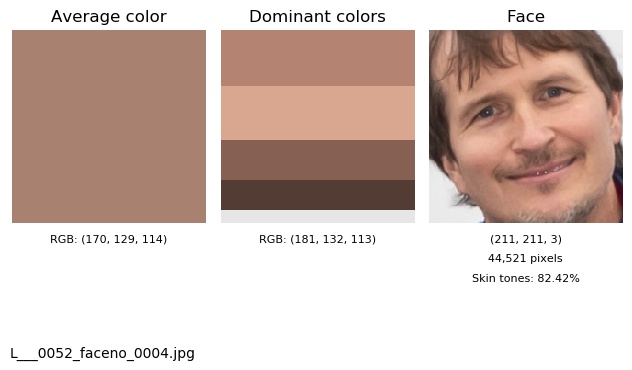 Average color
Dominant colors
Face
RGB: (170, 129, 114)
RGB: (181, 132, 113)
(211, 211, 3)
44,521 pixels
Skin tones: 82.42%
L___0052_faceno_0004.jpg